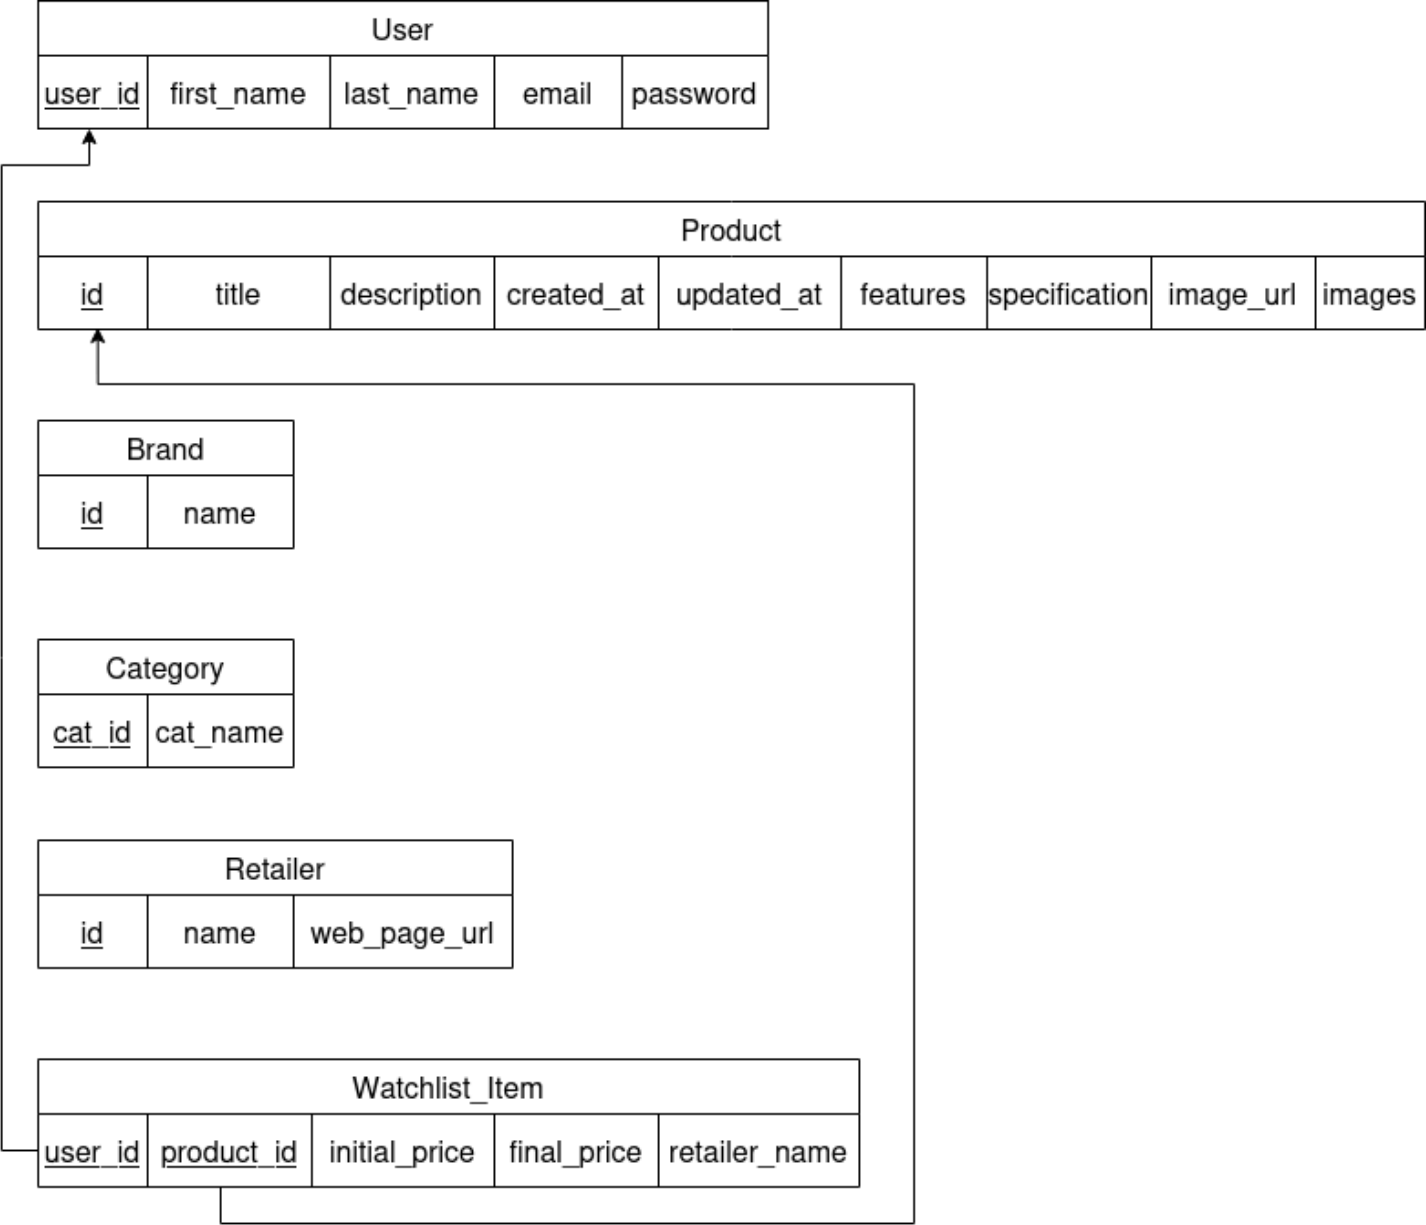 User
user_id first_name last_name email password
Product
id title description created_at updated_at features specification image_url images
Brand
id name
Category
cat_id cat_name
Retailer
id name web_page_url
Watchlist_Item
user_id product_id initial_price final_price retailer_name